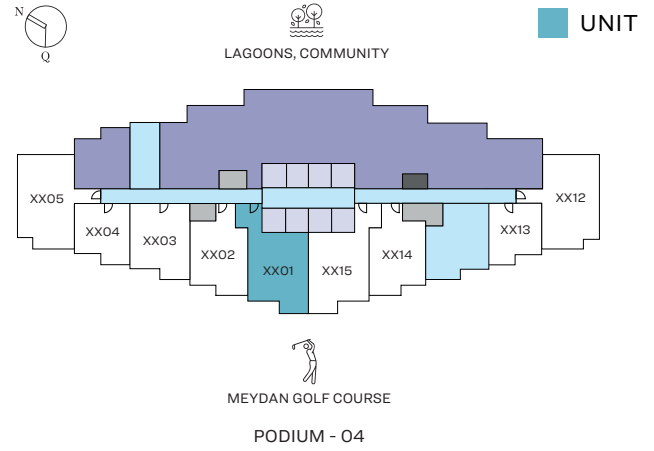 N
Q
UNIT
LAGOONS, COMMUNITY
XX05
XX12
XX04
XX03
XX02
XX01
XX15
XX14
XX13
MEYDAN GOLF COURSE
PODIUM - 04